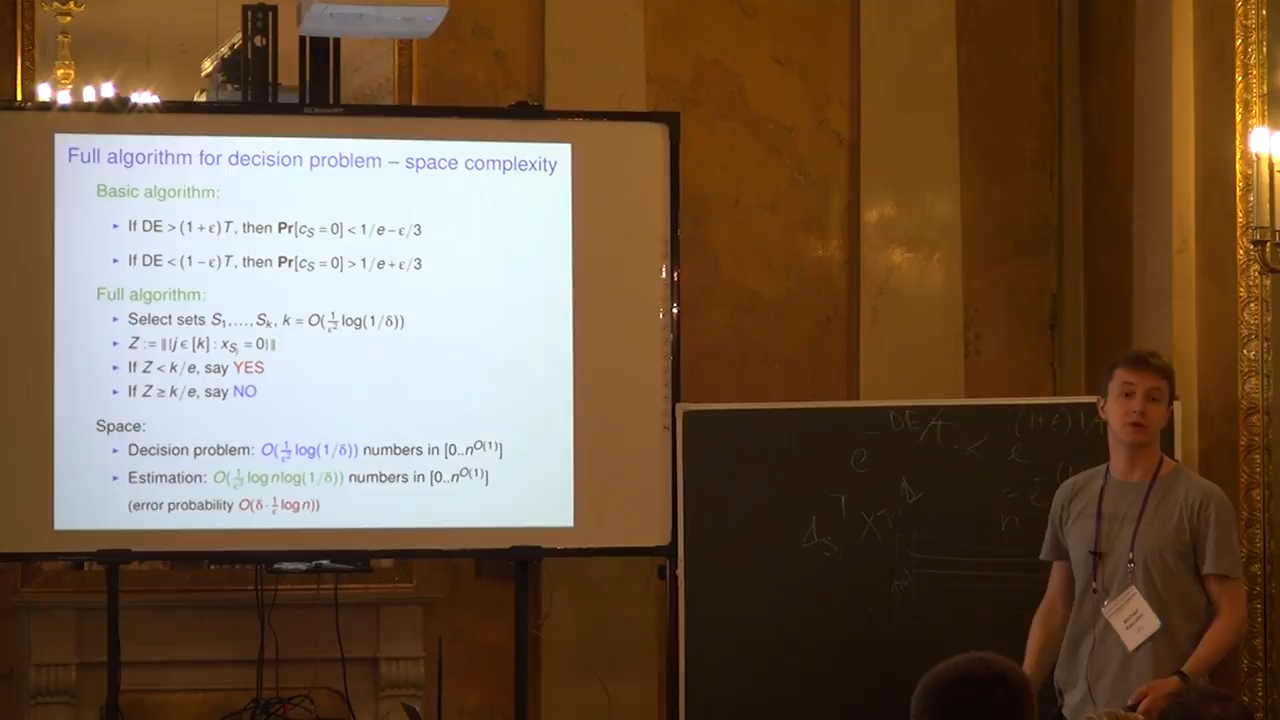 Full algorithm for decision problem – space complexity
Basic algorithm:
▸ If DE > (1+ε)T, then Pr[c_S = 0] < 1/e − ε/3
▸ If DE < (1−ε)T, then Pr[c_S = 0] > 1/e + ε/3
Full algorithm:
▸ Select sets S_1,...,S_k, k = O(1/ε² log(1/δ))
▸ Z := |{j ∈ [k] : x_{S_j} = 0}|
▸ If Z < k/e, say YES
▸ If Z ≥ k/e, say NO
Space:
▸ Decision problem: O(1/ε² log(1/δ)) numbers in [0..n^{O(1)}]
▸ Estimation: O(1/ε³ log n log(1/δ)) numbers in [0..n^{O(1)}]
(error probability O(δ · 1/ε log n))
DE/
e < e
n
Michael